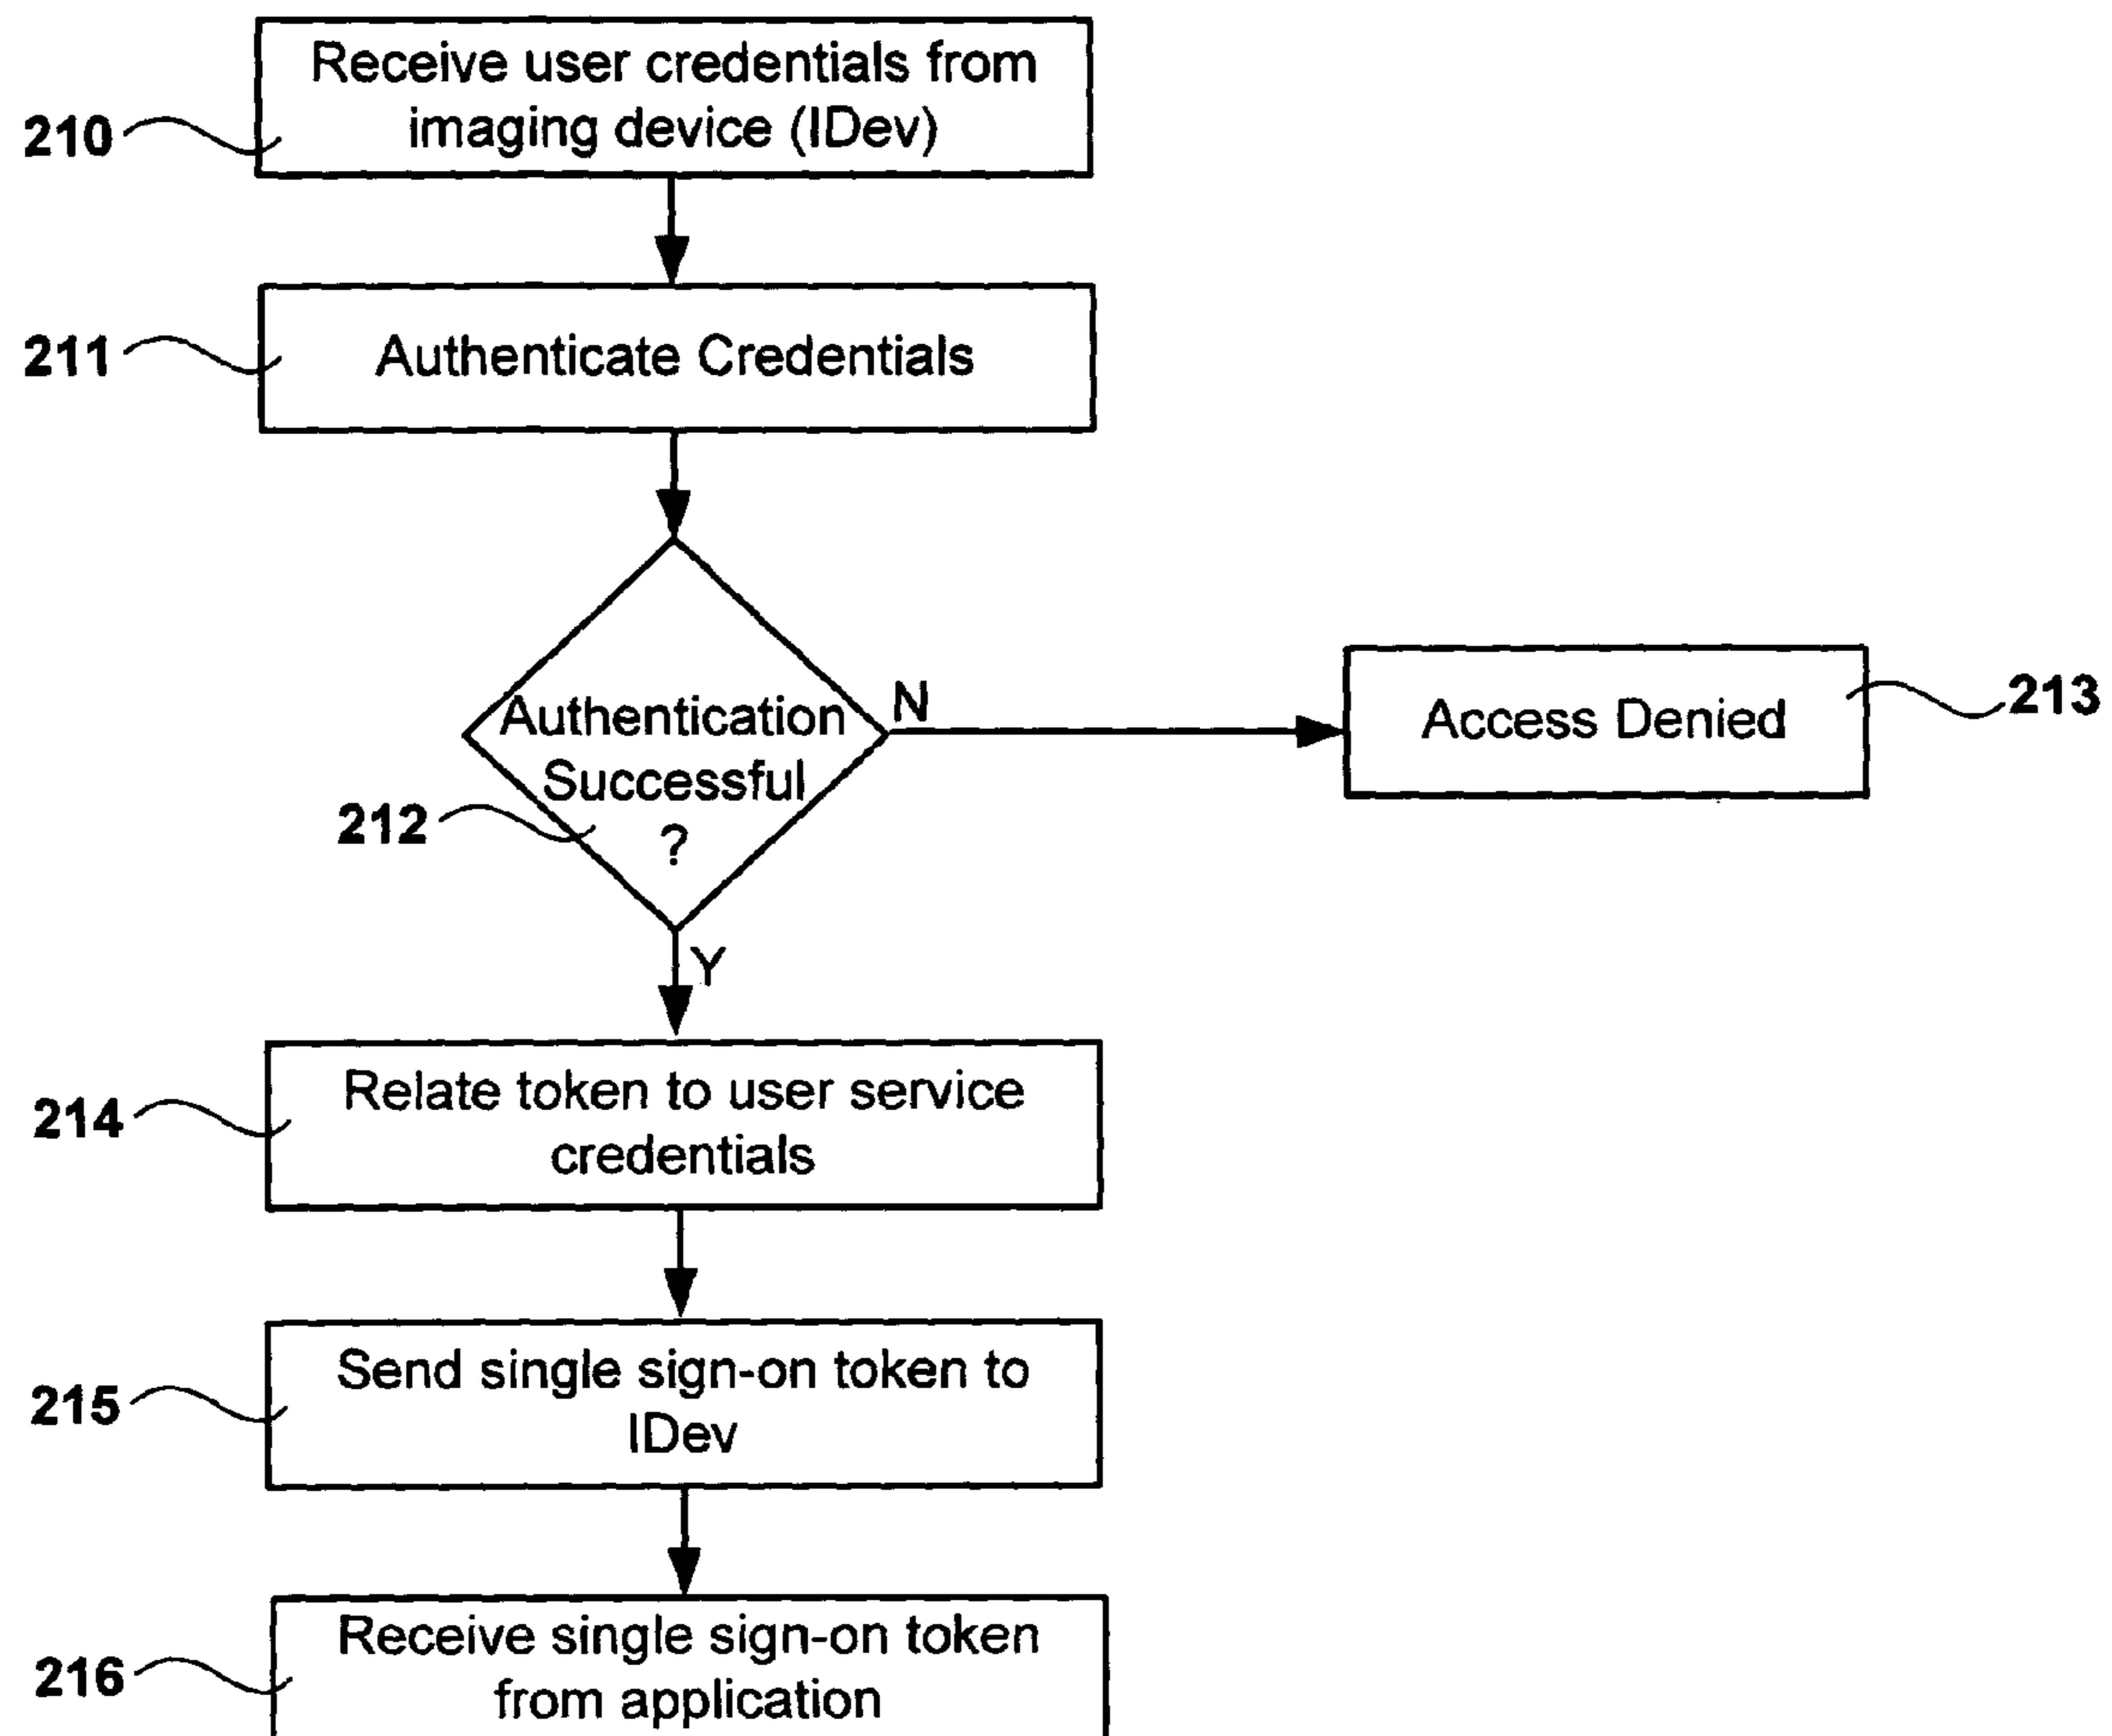 Receive user credentials from
imaging device (IDev)
210
Authenticate Credentials
211
Authentication
Successful
?
212
N
Access Denied
213
Y
Relate token to user service
credentials
214
Send single sign-on token to
IDev
215
Receive single sign-on token
from application
216